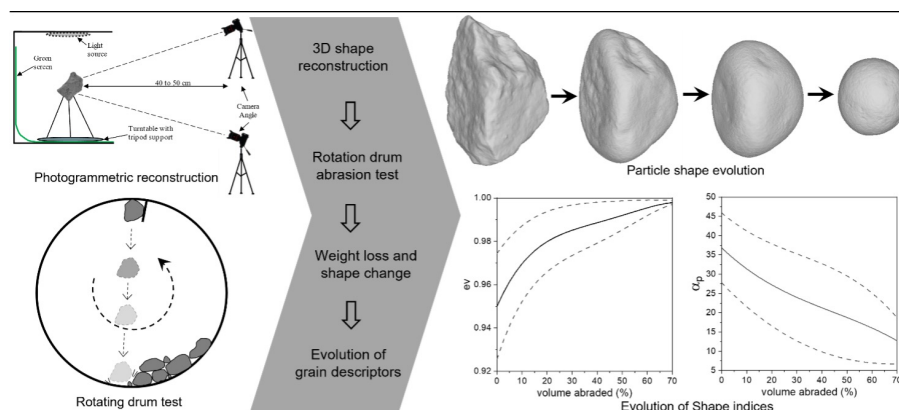 Light
source
Green
screen
40 to 50 cm
Camera
Angle
Turntable with
tripod support
Photogrammetric reconstruction
Rotating drum test
3D shape
reconstruction
Rotation drum
abrasion test
Weight loss and
shape change
Evolution of
grain descriptors
Particle shape evolution
1.00
0.98
0.96
0.94
0.92
ev
0 10 20 30 40 50 60 70
volume abraded (%)
50
45
40
35
30
25
20
15
10
5
αp
0 10 20 30 40 50 60 70
volume abraded (%)
Evolution of Shape indices